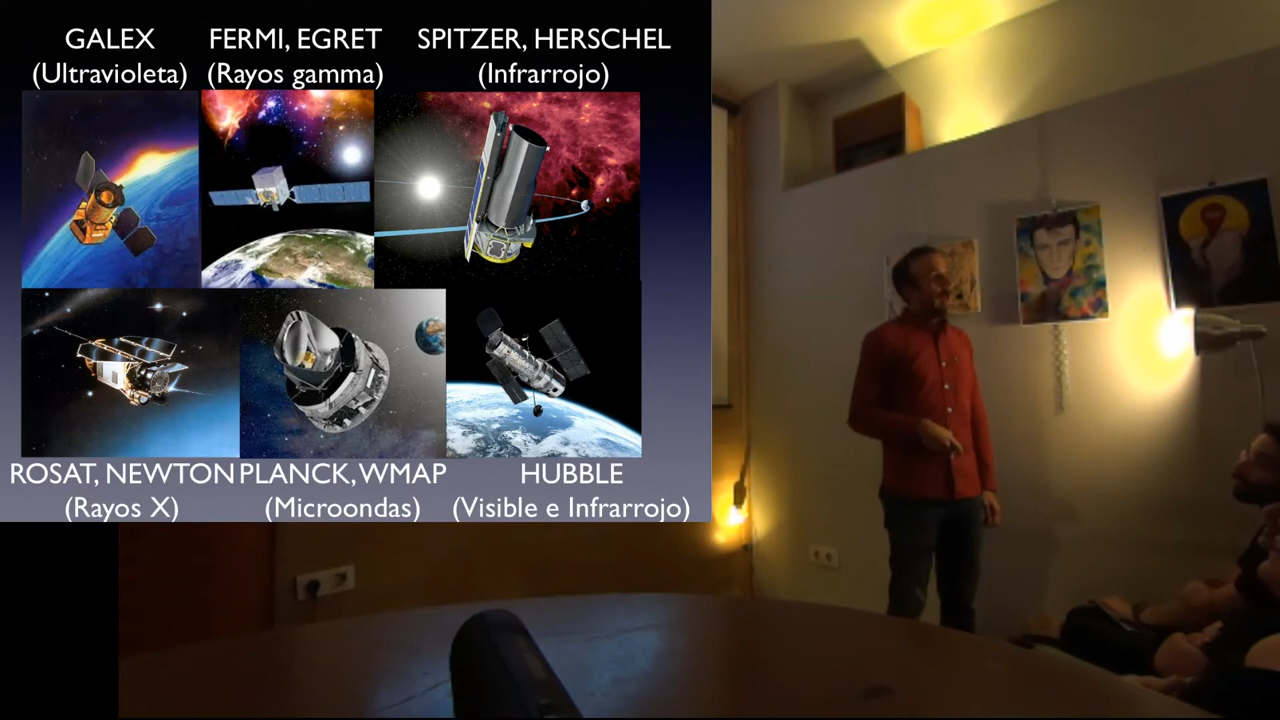 GALEX
(Ultravioleta)
FERMI, EGRET
(Rayos gamma)
SPITZER, HERSCHEL
(Infrarrojo)
ROSAT, NEWTON
(Rayos X)
PLANCK, WMAP
(Microondas)
HUBBLE
(Visible e Infrarrojo)